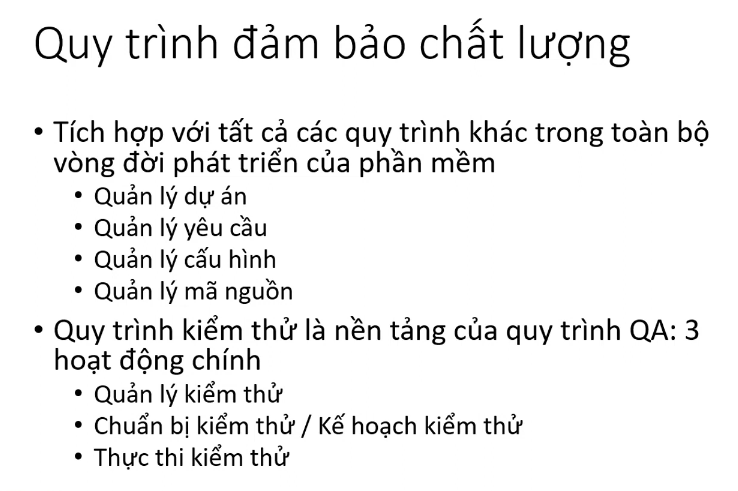 Quy trình đảm bảo chất lượng
• Tích hợp với tất cả các quy trình khác trong toàn bộ
vòng đời phát triển của phần mềm
• Quản lý dự án
• Quản lý yêu cầu
• Quản lý cấu hình
• Quản lý mã nguồn
• Quy trình kiểm thử là nền tảng của quy trình QA: 3
hoạt động chính
• Quản lý kiểm thử
• Chuẩn bị kiểm thử / Kế hoạch kiểm thử
• Thực thi kiểm thử